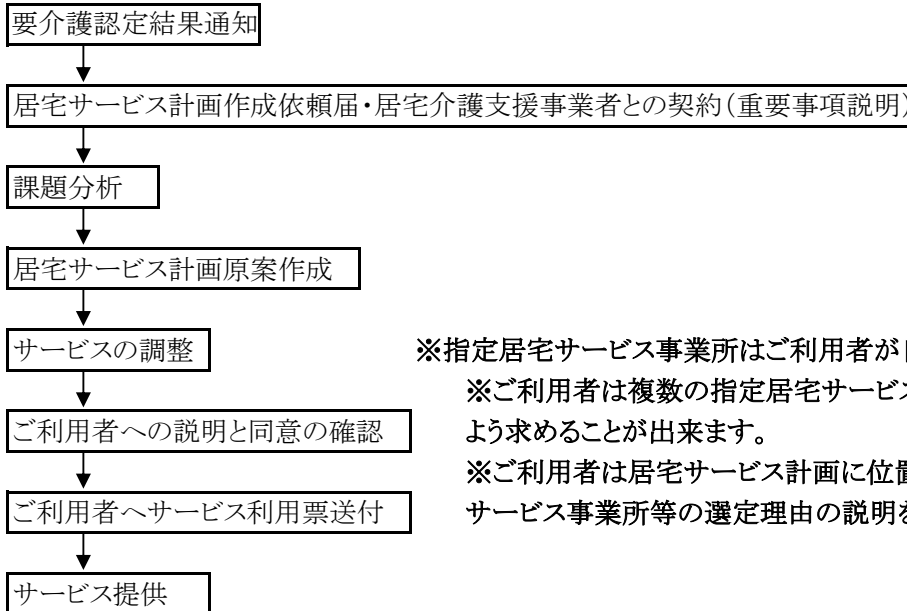 要介護認定結果通知
居宅サービス計画作成依頼届・居宅介護支援事業者との契約(重要事項説明)
課題分析
居宅サービス計画原案作成
サービスの調整
※指定居宅サービス事業所はご利用者が
※ご利用者は複数の指定居宅サービ
ご利用者への説明と同意の確認
よう求めることが出来ます。
※ご利用者は居宅サービス計画に位
ご利用者へサービス利用票送付
サービス事業所等の選定理由の説明
サービス提供